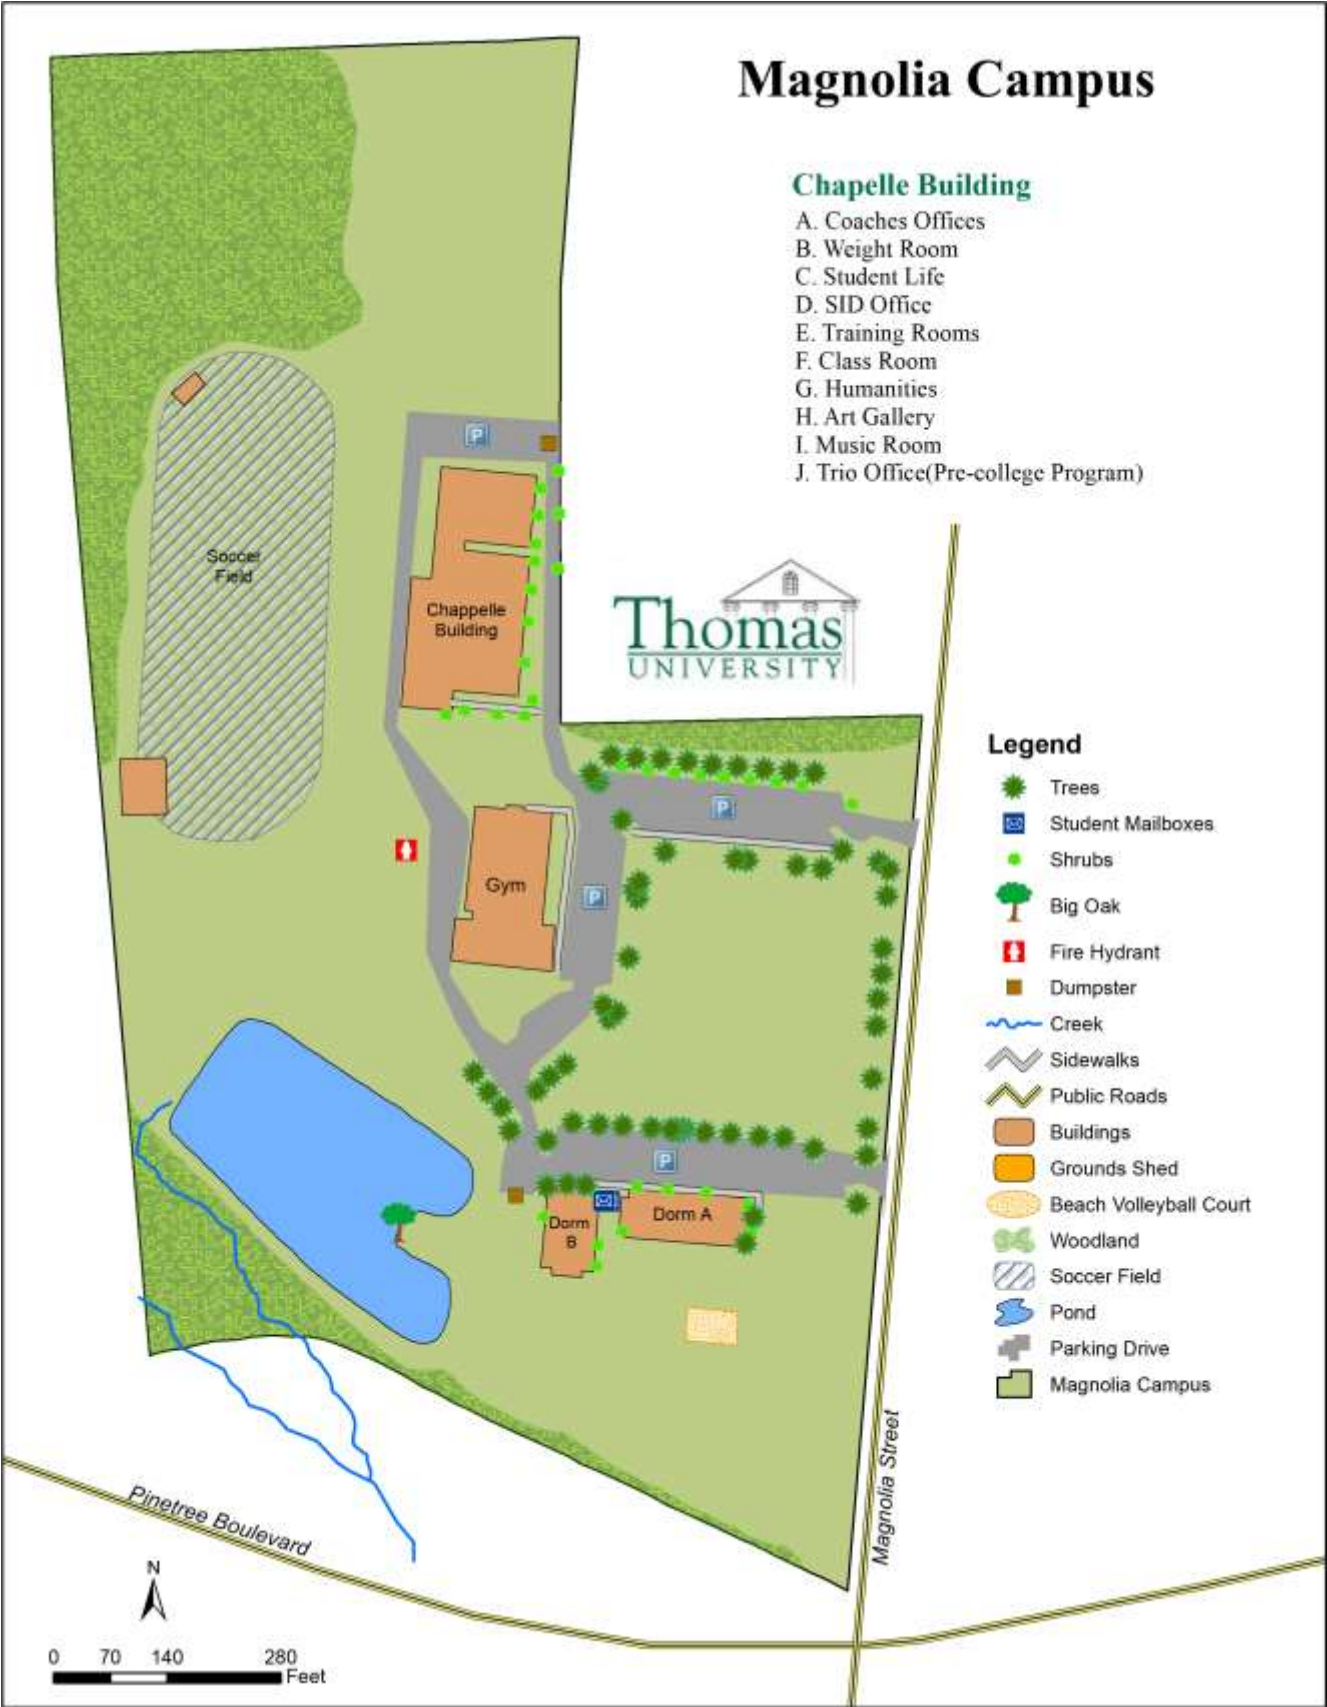 Magnolia Campus
Chapelle Building
A. Coaches Offices
B. Weight Room
C. Student Life
D. SID Office
E. Training Rooms
F. Class Room
G. Humanities
H. Art Gallery
I. Music Room
J. Trio Office(Pre-college Program)
P
Soccer
Field
Chappelle
Building
Thomas
UNIVERSITY
P
Gym
P
P
Dorm
B
Dorm A
Legend
Trees
Student Mailboxes
Shrubs
Big Oak
Fire Hydrant
Dumpster
Creek
Sidewalks
Public Roads
Buildings
Grounds Shed
Beach Volleyball Court
Woodland
Soccer Field
Pond
Parking Drive
Magnolia Campus
Magnolia Street
Pinetree Boulevard
N
0 70 140 280
Feet